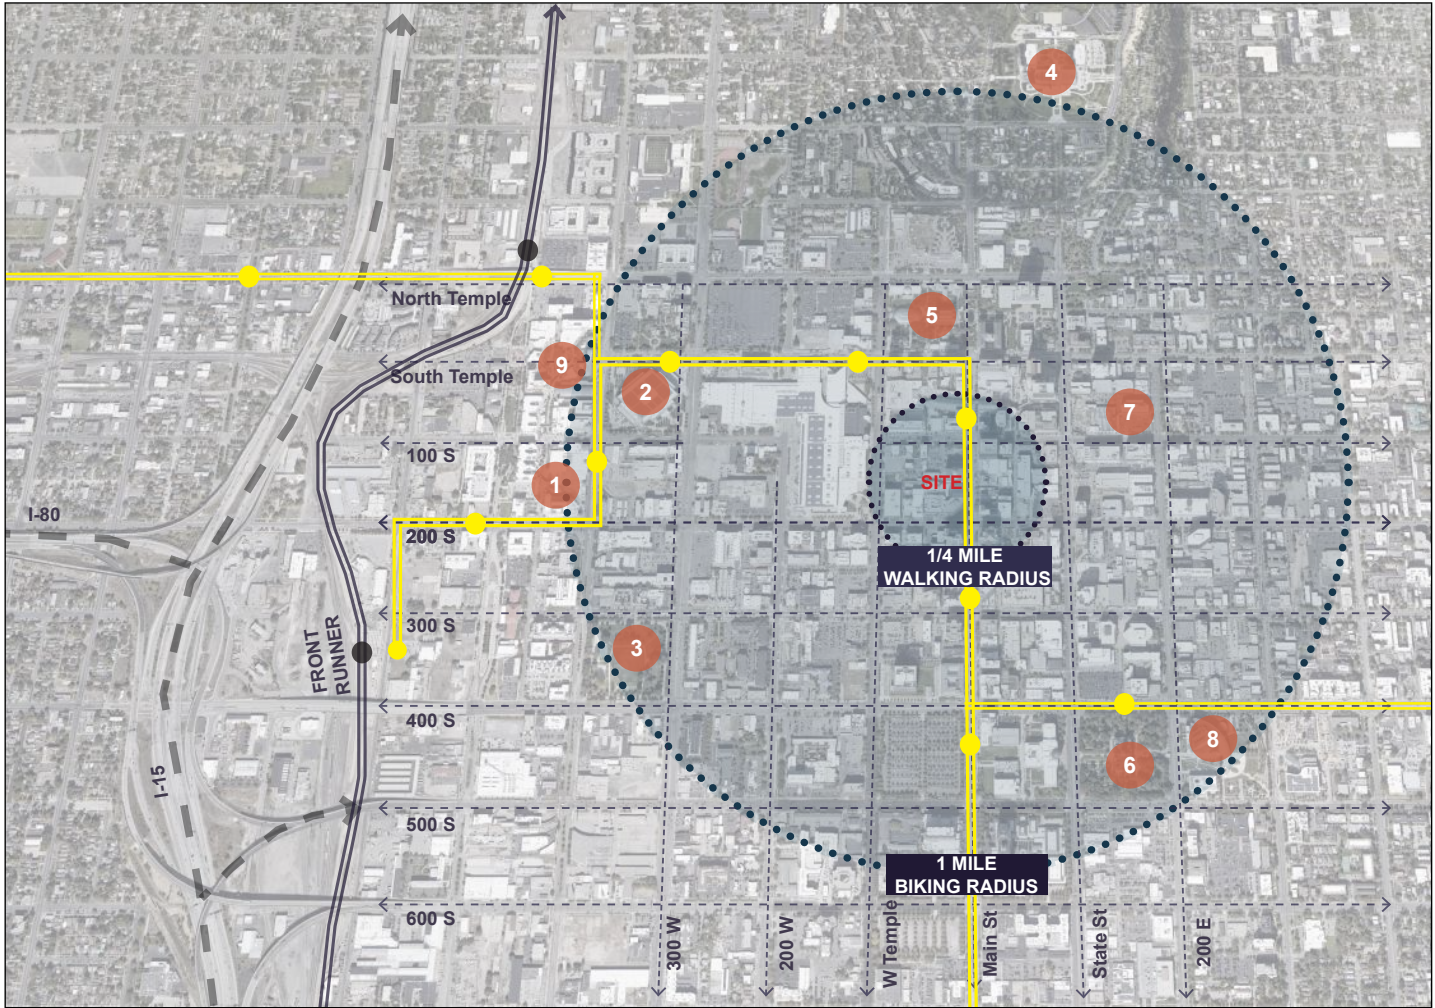 4
North Temple
5
9
South Temple
2
7
100 S
1
SITE
I-80
200 S
1/4 MILE
WALKING RADIUS
300 S
FRONT
RUNNER
3
400 S
8
6
I-15
500 S
1 MILE
BIKING RADIUS
600 S
300 W
200 W
W Temple
Main St
State St
200 E